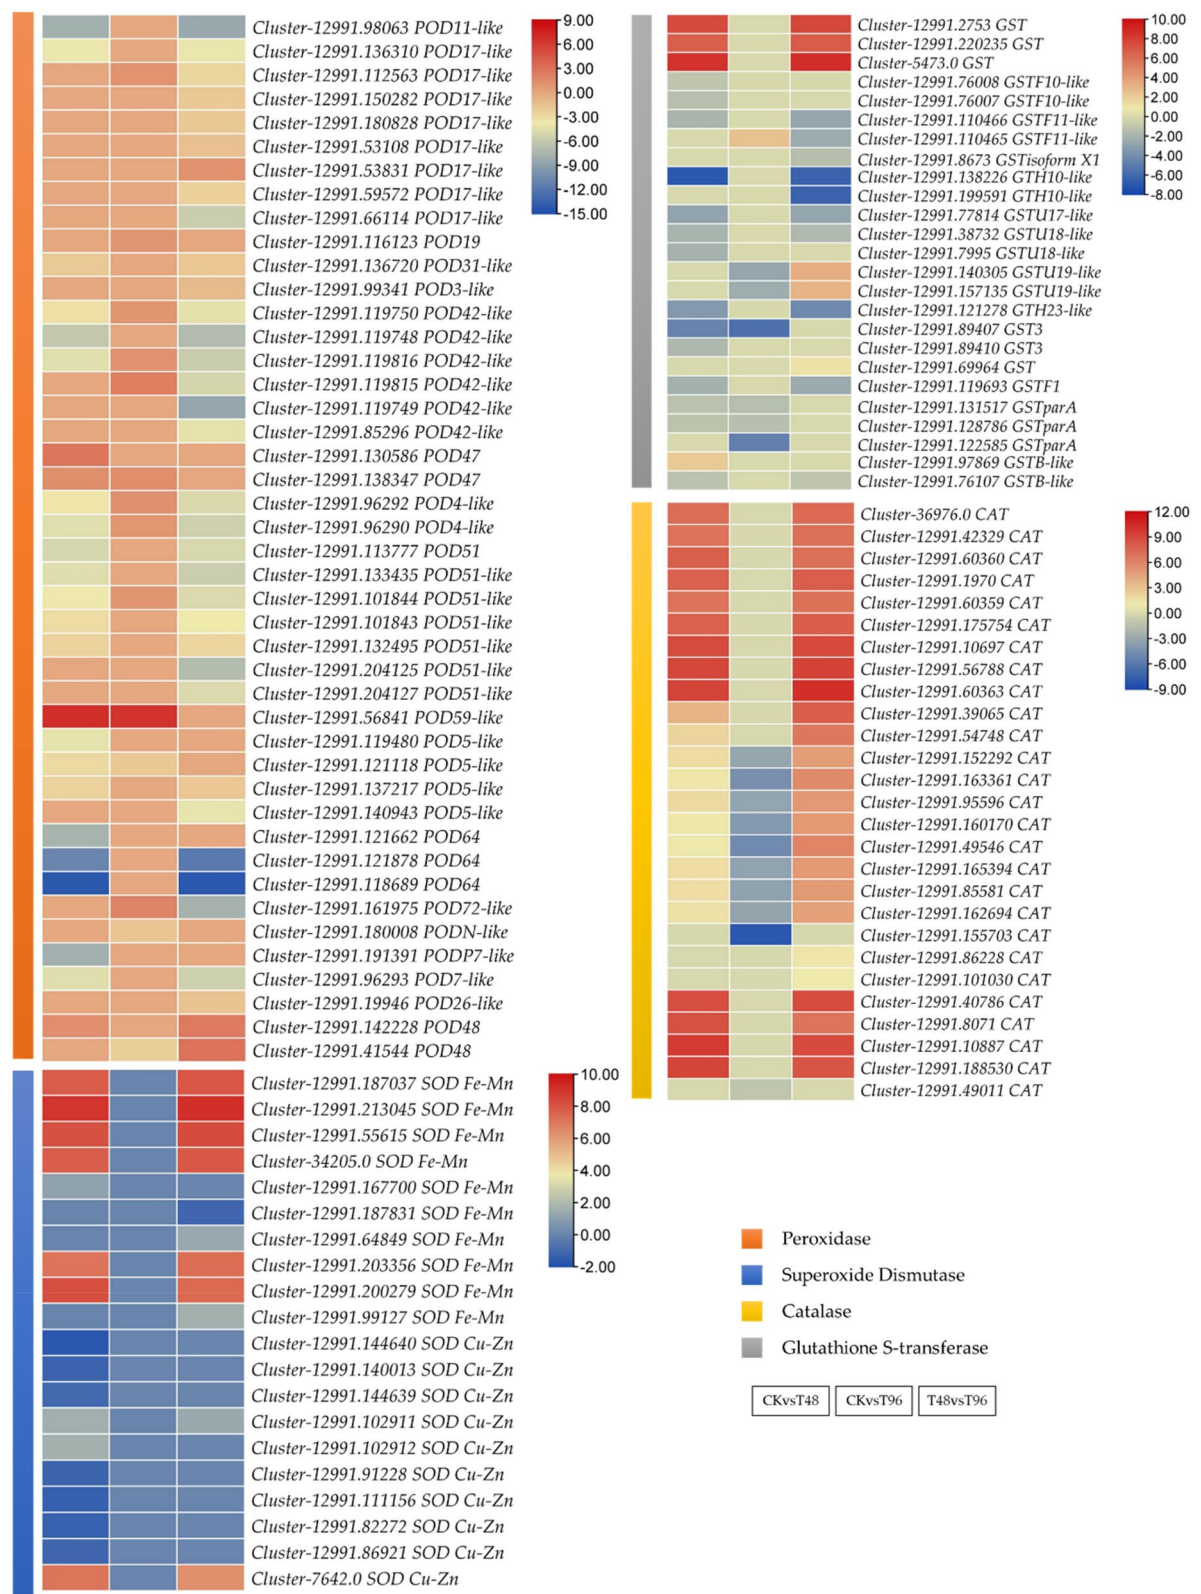 Cluster-12991.98063 POD11-like
Cluster-12991.136310 POD17-like
Cluster-12991.112563 POD17-like
Cluster-12991.150282 POD17-like
Cluster-12991.180828 POD17-like
Cluster-12991.53108 POD17-like
Cluster-12991.53831 POD17-like
Cluster-12991.59572 POD17-like
Cluster-12991.66114 POD17-like
Cluster-12991.116123 POD19
Cluster-12991.136720 POD31-like
Cluster-12991.99341 POD3-like
Cluster-12991.119750 POD42-like
Cluster-12991.119748 POD42-like
Cluster-12991.119816 POD42-like
Cluster-12991.119815 POD42-like
Cluster-12991.119749 POD42-like
Cluster-12991.85296 POD42-like
Cluster-12991.130586 POD47
Cluster-12991.138347 POD47
Cluster-12991.96292 POD4-like
Cluster-12991.96290 POD4-like
Cluster-12991.113777 POD51
Cluster-12991.133435 POD51-like
Cluster-12991.101844 POD51-like
Cluster-12991.101843 POD51-like
Cluster-12991.132495 POD51-like
Cluster-12991.204125 POD51-like
Cluster-12991.204127 POD51-like
Cluster-12991.56841 POD59-like
Cluster-12991.119480 POD5-like
Cluster-12991.121118 POD5-like
Cluster-12991.137217 POD5-like
Cluster-12991.140943 POD5-like
Cluster-12991.121662 POD64
Cluster-12991.121878 POD64
Cluster-12991.118689 POD64
Cluster-12991.161975 POD72-like
Cluster-12991.180008 PODN-like
Cluster-12991.191391 PODP7-like
Cluster-12991.96293 POD7-like
Cluster-12991.19946 POD26-like
Cluster-12991.142228 POD48
Cluster-12991.41544 POD48
9.00
6.00
3.00
0.00
-3.00
-6.00
-9.00
-12.00
-15.00
Cluster-12991.187037 SOD Fe-Mn
Cluster-12991.213045 SOD Fe-Mn
Cluster-12991.55615 SOD Fe-Mn
Cluster-34205.0 SOD Fe-Mn
Cluster-12991.167700 SOD Fe-Mn
Cluster-12991.187831 SOD Fe-Mn
Cluster-12991.64849 SOD Fe-Mn
Cluster-12991.203356 SOD Fe-Mn
Cluster-12991.200279 SOD Fe-Mn
Cluster-12991.99127 SOD Fe-Mn
Cluster-12991.144640 SOD Cu-Zn
Cluster-12991.140013 SOD Cu-Zn
Cluster-12991.144639 SOD Cu-Zn
Cluster-12991.102911 SOD Cu-Zn
Cluster-12991.102912 SOD Cu-Zn
Cluster-12991.91228 SOD Cu-Zn
Cluster-12991.111156 SOD Cu-Zn
Cluster-12991.82272 SOD Cu-Zn
Cluster-12991.86921 SOD Cu-Zn
Cluster-7642.0 SOD Cu-Zn
10.00
8.00
6.00
4.00
2.00
0.00
-2.00
Cluster-12991.2753 GST
Cluster-12991.220235 GST
Cluster-5473.0 GST
Cluster-12991.76008 GSTF10-like
Cluster-12991.76007 GSTF10-like
Cluster-12991.110466 GSTF11-like
Cluster-12991.110465 GSTF11-like
Cluster-12991.8673 GSTisoform X1
Cluster-12991.138226 GTH10-like
Cluster-12991.199591 GTH10-like
Cluster-12991.77814 GSTU17-like
Cluster-12991.38732 GSTU18-like
Cluster-12991.7995 GSTU18-like
Cluster-12991.140305 GSTU19-like
Cluster-12991.157135 GSTU19-like
Cluster-12991.121278 GTH23-like
Cluster-12991.89407 GST3
Cluster-12991.89410 GST3
Cluster-12991.69964 GST
Cluster-12991.119693 GSTF1
Cluster-12991.131517 GSTparA
Cluster-12991.128786 GSTparA
Cluster-12991.122585 GSTparA
Cluster-12991.97869 GSTB-like
Cluster-12991.76107 GSTB-like
10.00
8.00
6.00
4.00
2.00
0.00
-2.00
-4.00
-6.00
-8.00
Cluster-36976.0 CAT
Cluster-12991.42329 CAT
Cluster-12991.60360 CAT
Cluster-12991.1970 CAT
Cluster-12991.60359 CAT
Cluster-12991.175754 CAT
Cluster-12991.10697 CAT
Cluster-12991.56788 CAT
Cluster-12991.60363 CAT
Cluster-12991.39065 CAT
Cluster-12991.54748 CAT
Cluster-12991.152292 CAT
Cluster-12991.163361 CAT
Cluster-12991.95596 CAT
Cluster-12991.160170 CAT
Cluster-12991.49546 CAT
Cluster-12991.165394 CAT
Cluster-12991.85581 CAT
Cluster-12991.162694 CAT
Cluster-12991.155703 CAT
Cluster-12991.86228 CAT
Cluster-12991.101030 CAT
Cluster-12991.40786 CAT
Cluster-12991.8071 CAT
Cluster-12991.10887 CAT
Cluster-12991.188530 CAT
Cluster-12991.49011 CAT
12.00
9.00
6.00
3.00
0.00
-3.00
-6.00
-9.00
Peroxidase
Superoxide Dismutase
Catalase
Glutathione S-transferase
CKvsT48 CKvsT96 T48vsT96